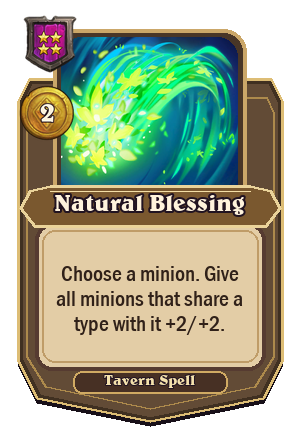 2
Natural Blessing
Choose a minion. Give
all minions that share a
type with it +2/+2.
Tavern Spell